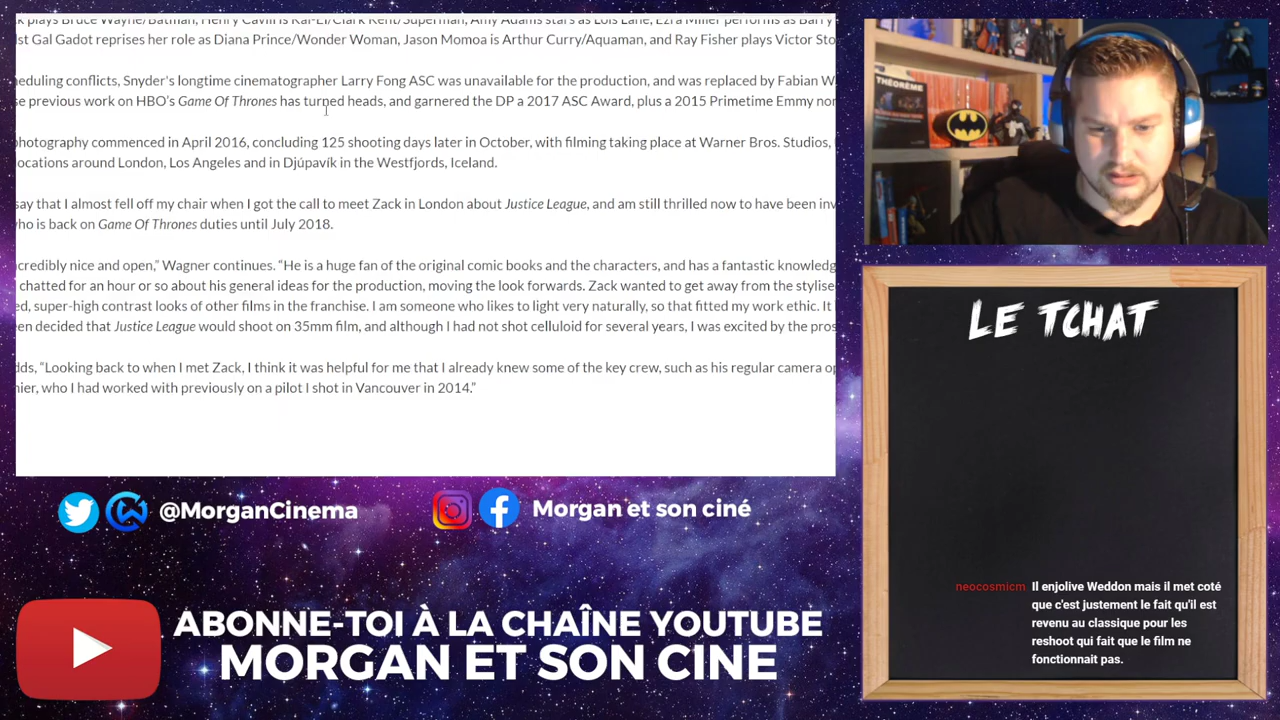 plays Bruce Wayne/Batman, Henry Cavill is Kal-El/Clark Kent/Superman, Amy Adams stars as Lois Lane, Ezra Miller performs as Barry
Gal Gadot reprises her role as Diana Prince/Wonder Woman, Jason Momoa is Arthur Curry/Aquaman, and Ray Fisher plays Victor
conflicts, Snyder's longtime cinematographer Larry Fong ASC was unavailable for the production, and was replaced by Fabian
previous work on HBO's Game Of Thrones has turned heads, and garnered the DP a 2017 ASC Award, plus a 2015 Primetime Emmy
photography commenced in April 2016, concluding 125 shooting days later in October, with filming taking place at Warner Bros. Studios,
locations around London, Los Angeles and in Djúpavík in the Westfjords, Iceland.
say that I almost fell off my chair when I got the call to meet Zack in London about Justice League, and am still thrilled now to have been
who is back on Game Of Thrones duties until July 2018.
nice and open,” Wagner continues. “He is a huge fan of the original comic books and the characters, and has a fantastic
chatted for an hour or so about his general ideas for the production, moving the look forwards. Zack wanted to get away from the
super-high contrast looks of other films in the franchise. I am someone who likes to light very naturally, so that fitted my work ethic. It
decided that Justice League would shoot on 35mm film, and although I had not shot celluloid for several years, I was excited by the
“Looking back to when I met Zack, I think it was helpful for me that I already knew some of the key crew, such as his regular camera
who I had worked with previously on a pilot I shot in Vancouver in 2014.”
THÉORÈME
LE TCHAT
neocosmicm Il enjolive Weddon mais il met coté
que c'est justement le fait qu'il est
revenu au classique pour les
reshoot qui fait que le film ne
fonctionnait pas.
@MorganCinema
Morgan et son ciné
ABONNE-TOI À LA CHAÎNE YOUTUBE
MORGAN ET SON CINE